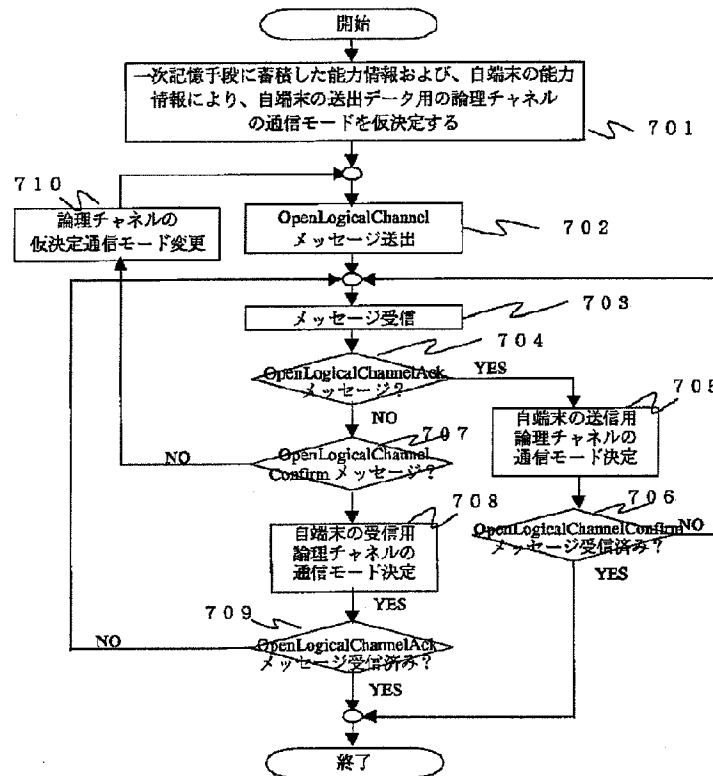 開始
一次記憶手段に蓄積した能力情報および、自端末の能力
情報により、自端末の送出データ用の論理チャネル
の通信モードを仮決定する
701
710
論理チャネルの
仮決定通信モード変更
OpenLogicalChannel
メッセージ送出
702
メッセージ受信
703
704
OpenLogicalChannelAck
メッセージ?
YES
NO
705
自端末の送信用
論理チャネルの
通信モード決定
707
OpenLogicalChannel
Confirm メッセージ?
NO
706
OpenLogicalChannelConfirm
メッセージ受信済み?
NO
YES
708
自端末の受信用
論理チャネルの
通信モード決定
YES
709
OpenLogicalChannelAck
メッセージ受信済み?
NO
YES
終了